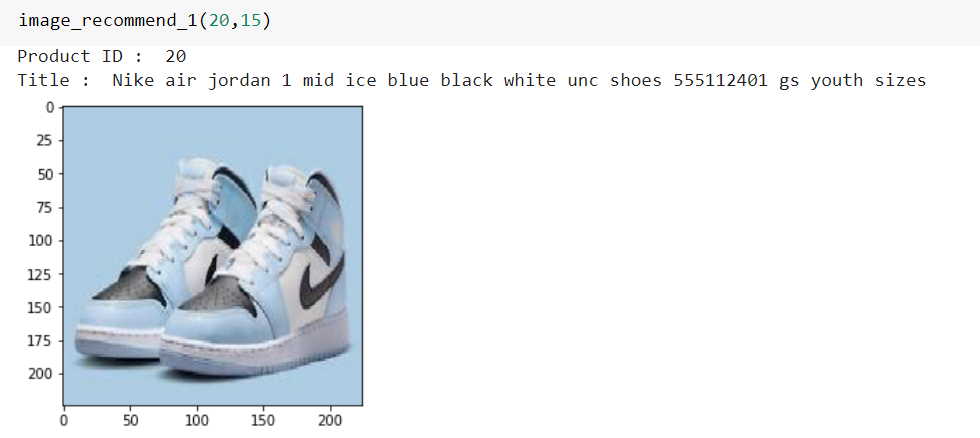 image_recommend_1(20,15)
Product ID :  20
Title :  Nike air jordan 1 mid ice blue black white unc shoes 555112401 gs youth sizes
0
25
50
75
100
125
150
175
200
0 50 100 150 200